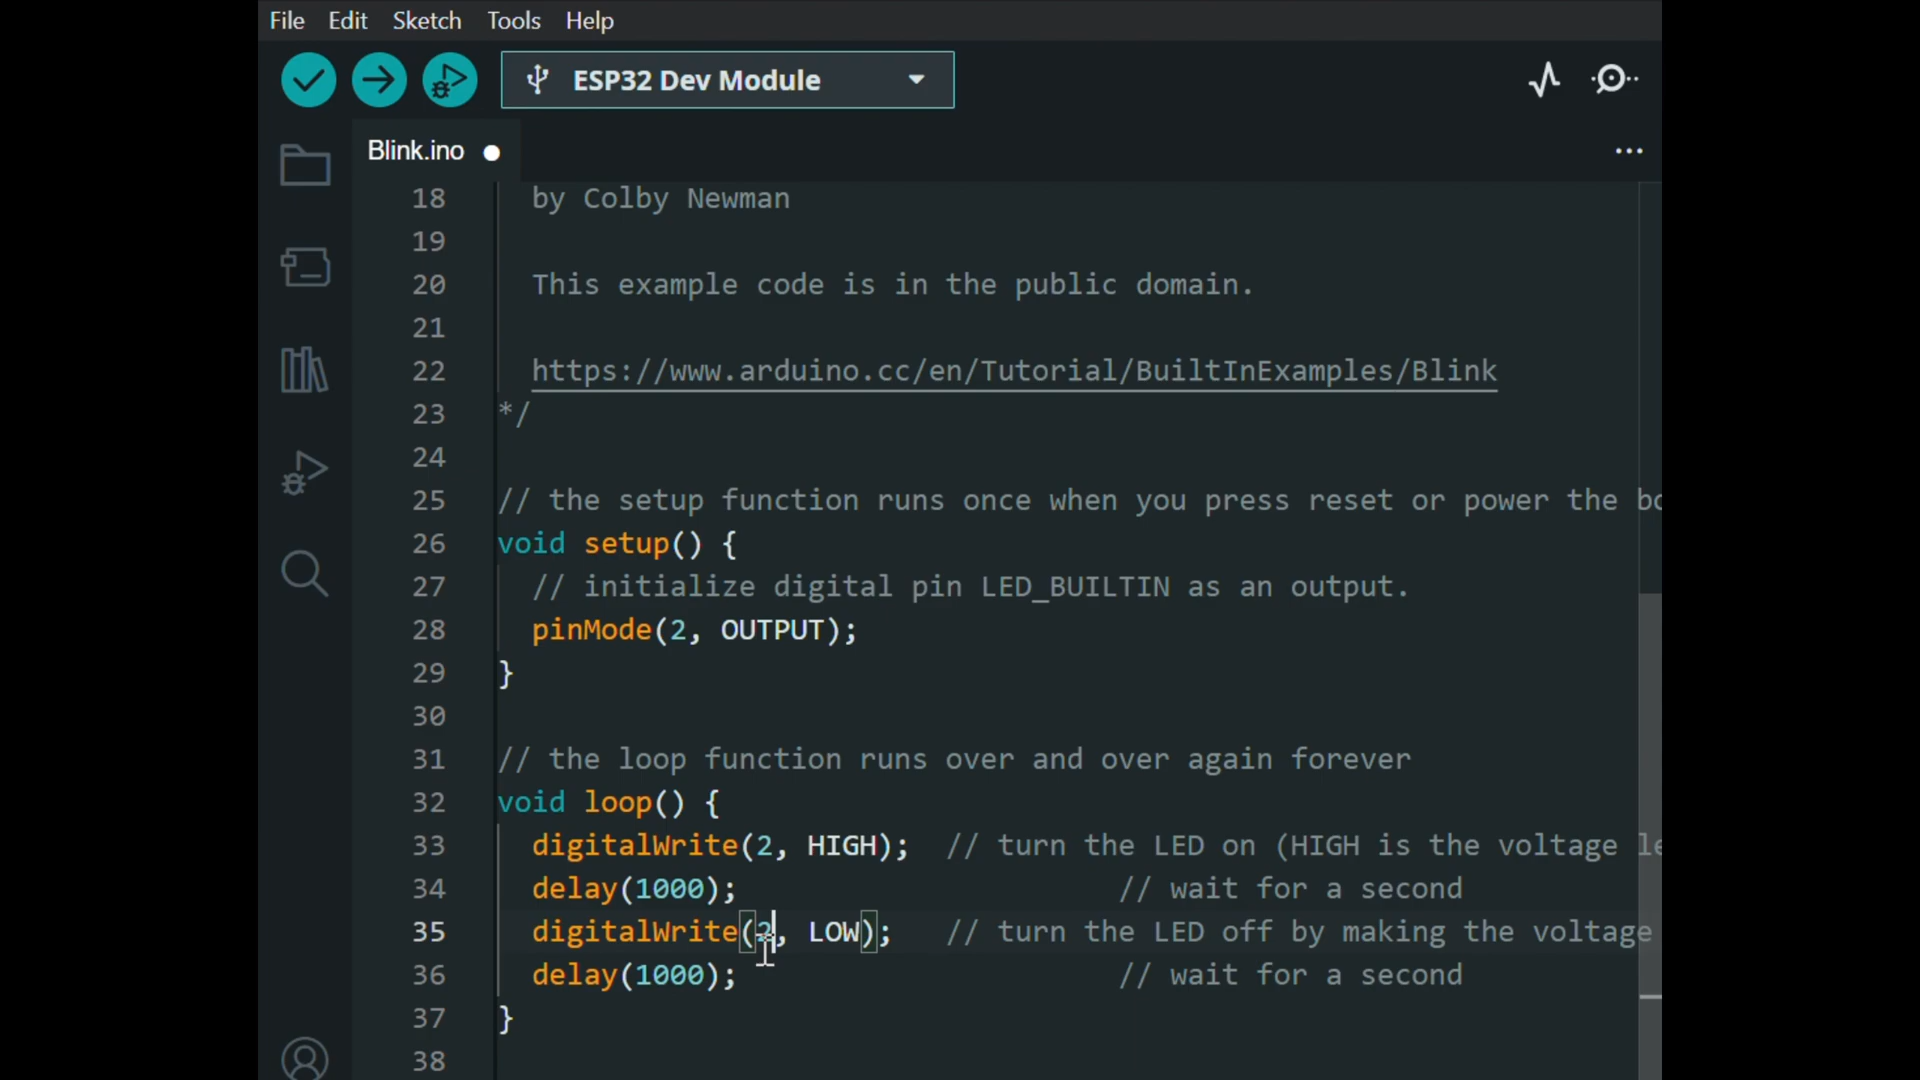 File Edit Sketch Tools Help
ESP32 Dev Module
Blink.ino
18 by Colby Newman
19
20 This example code is in the public domain.
21
22 https://www.arduino.cc/en/Tutorial/BuiltInExamples/Blink
23 */
24
25 // the setup function runs once when you press reset or power the bo
26 void setup() {
27 // initialize digital pin LED_BUILTIN as an output.
28 pinMode(2, OUTPUT);
29 }
30
31 // the loop function runs over and over again forever
32 void loop() {
33 digitalWrite(2, HIGH); // turn the LED on (HIGH is the voltage le
34 delay(1000); // wait for a second
35 digitalWrite(2, LOW); // turn the LED off by making the voltage
36 delay(1000); // wait for a second
37 }
38